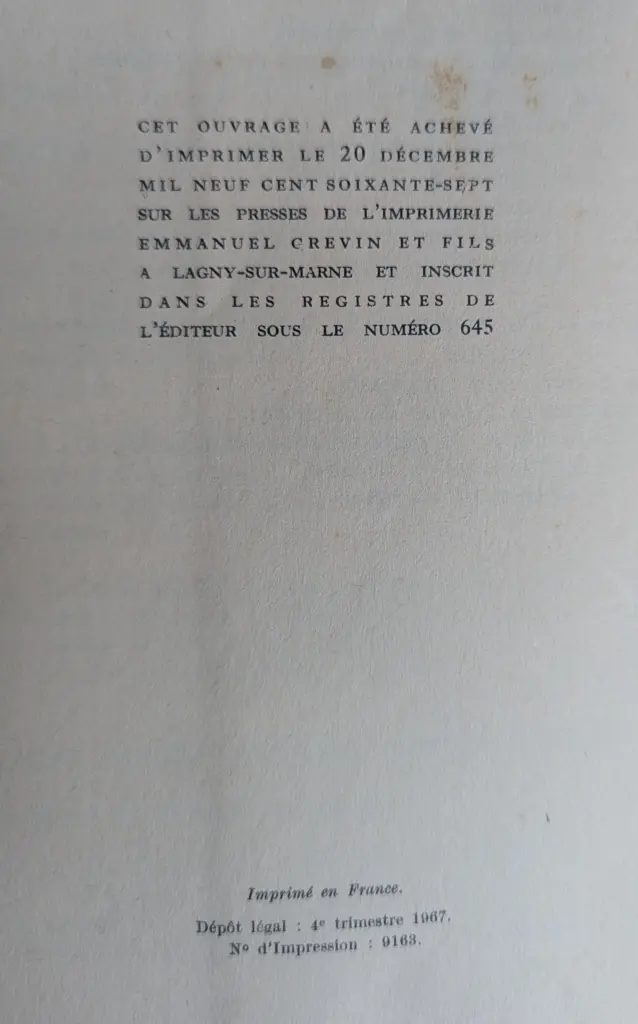 CET OUVRAGE A ÉTÉ ACHEVÉ
D'IMPRIMER LE 20 DÉCEMBRE
MIL NEUF CENT SOIXANTE-SEPT
SUR LES PRESSES DE L'IMPRIMERIE
EMMANUEL GREVIN ET FILS
A LAGNY-SUR-MARNE ET INSCRIT
DANS LES REGISTRES DE
L'ÉDITEUR SOUS LE NUMÉRO 645
Imprimé en France.
Dépôt légal : 4e trimestre 1967.
No d'Impression : 9163.